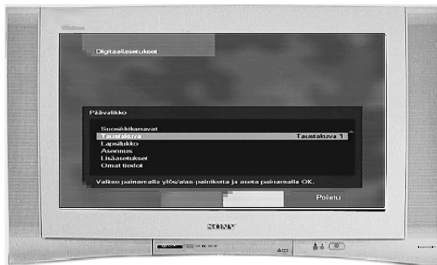 Digitaaliasetukset
Päävalikko
Suosikkikanavat
Taustakuva Taustakuva 1
Lapsilukko
Asennus
Lisäasetukset
Omat tiedot
Valitse painamalla ylös/alas painiketta ja aseta painamalla OK.
Poistu
SONY